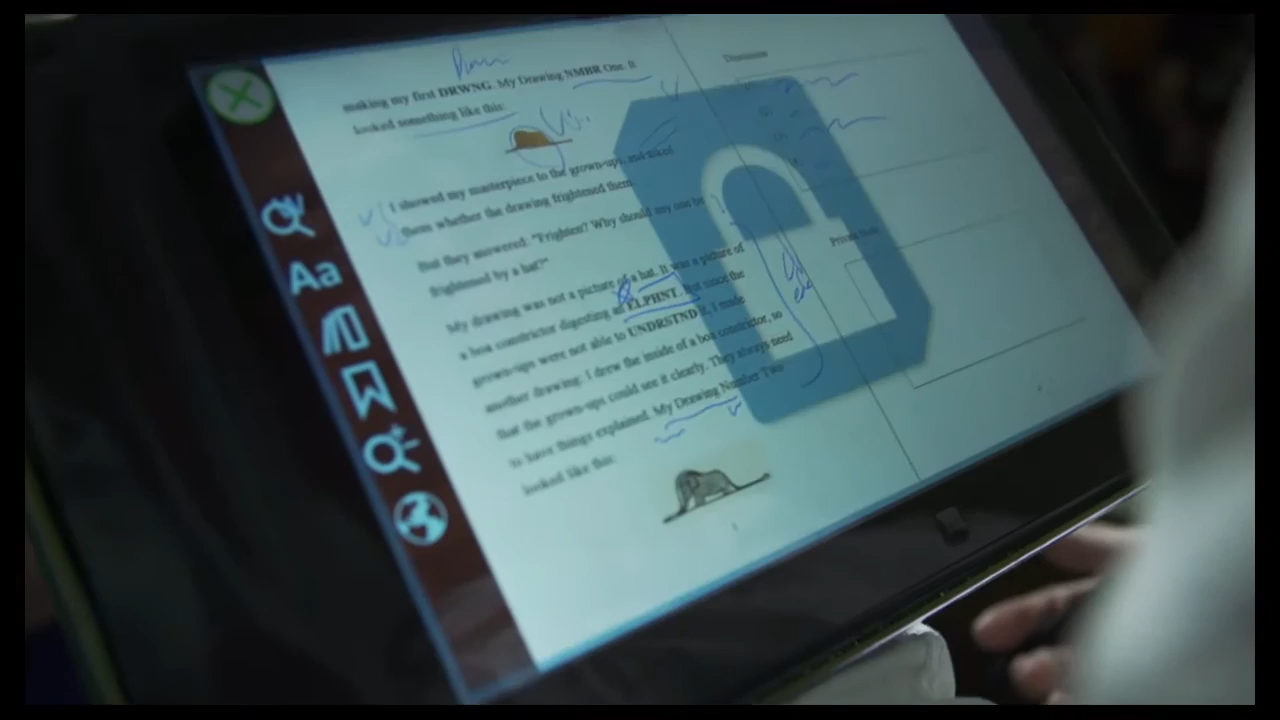 making my first DRWNG. My Drawing NMBR One. It
looked something like this:
I showed my masterpiece to the grown-ups, and asked
them whether the drawing frightened them.
But they answered: "Frighten? Why should any one be
frightened by a hat?"
My drawing was not a picture of a hat. It was a picture of
a boa constrictor digesting an ELPHNT. But since the
grown-ups were not able to UNDRSTND it, I made
another drawing: I drew the inside of a boa constrictor, so
that the grown-ups could see it clearly. They always need
to have things explained. My Drawing Number Two
looked like this:
Aa